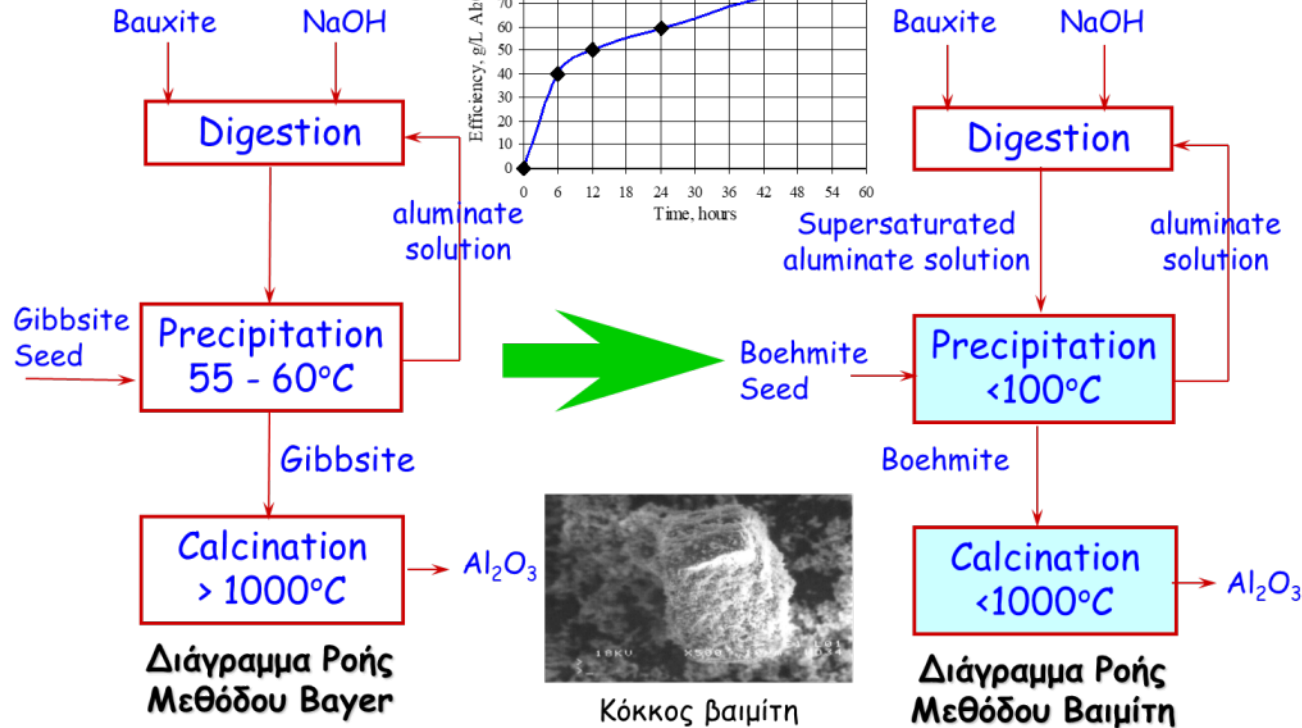 Bauxite
NaOH
Digestion
aluminate
solution
Gibbsite
Seed
Precipitation
55 - 60°C
Gibbsite
Calcination
> 1000°C
Al₂O₃
Διάγραμμα Ροής
Μεθόδου Bayer
Efficiency, g/L
70
60
50
40
30
20
10
0
0 6 12 18 24 30 36 42 48 54 60
Time, hours
18KU X500
Κόκκος βαιμίτη
Bauxite
NaOH
Digestion
Supersaturated
aluminate solution
aluminate
solution
Boehmite
Seed
Precipitation
<100°C
Boehmite
Calcination
<1000°C
Al₂O₃
Διάγραμμα Ροής
Μεθόδου Βαιμίτη